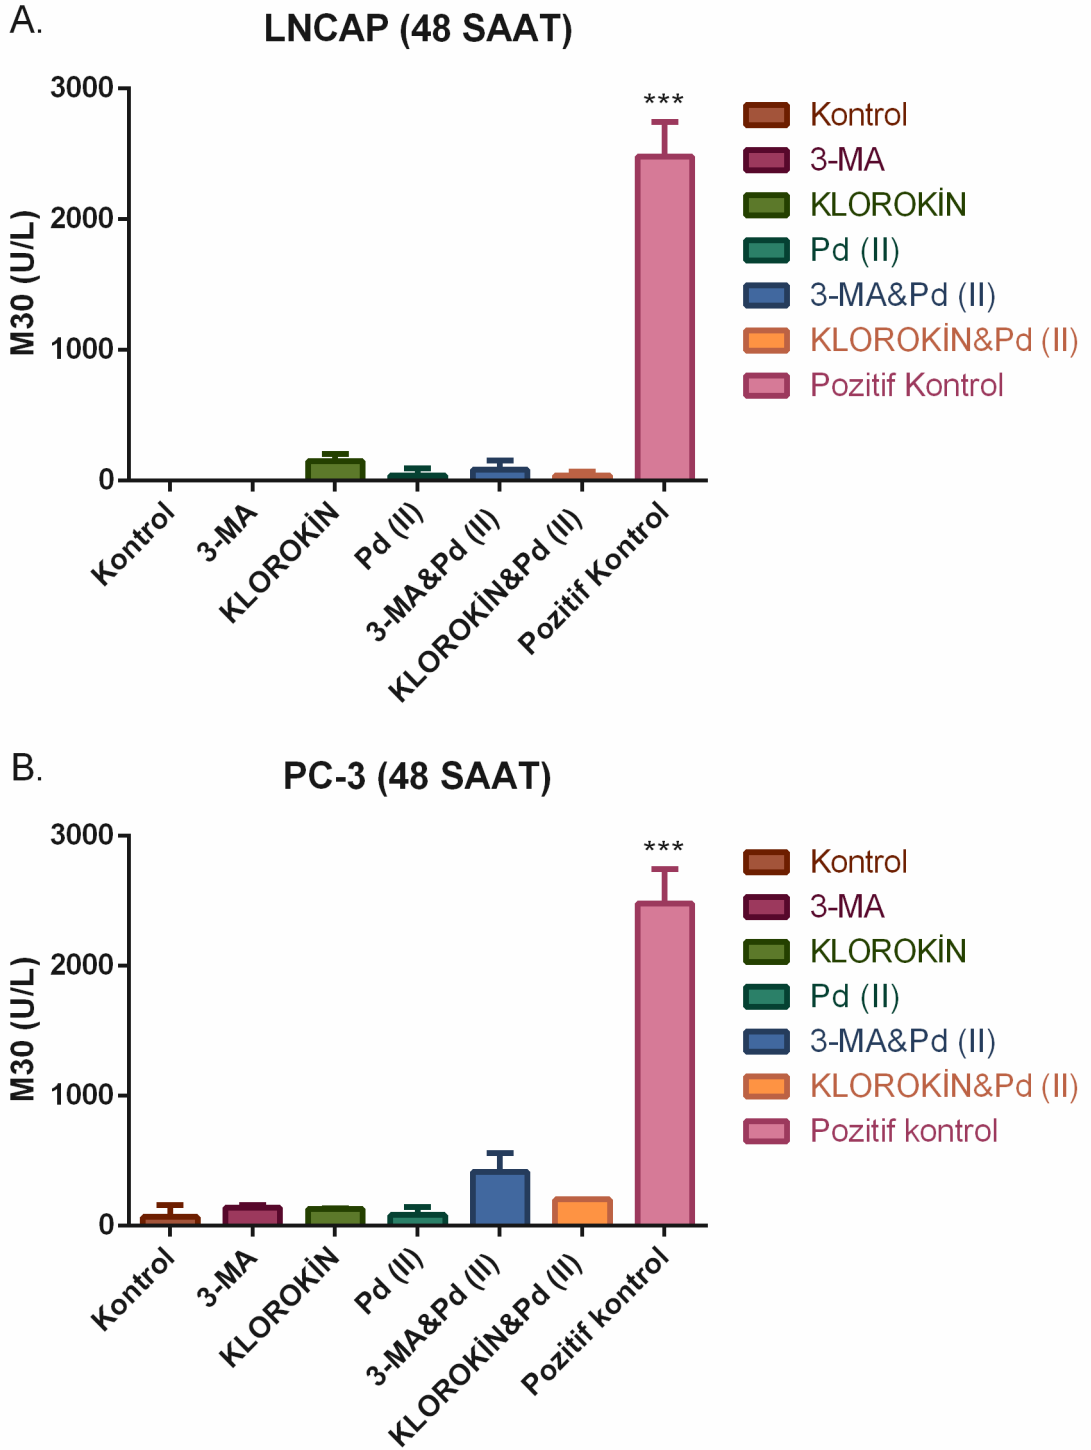 A.
LNCAP (48 SAAT)
***
3000
2000
1000
0
M30 (U/L)
Kontrol
3-MA
KLOROKİN
Pd (II)
3-MA&Pd (II)
KLOROKİN&Pd (II)
Pozitif Kontrol
Kontrol
3-MA
KLOROKİN
Pd (II)
3-MA&Pd (II)
KLOROKİN&Pd (II)
Pozitif Kontrol
B.
PC-3 (48 SAAT)
***
3000
2000
1000
0
M30 (U/L)
Kontrol
3-MA
KLOROKİN
Pd (II)
3-MA&Pd (II)
KLOROKİN&Pd (II)
Pozitif kontrol
Kontrol
3-MA
KLOROKİN
Pd (II)
3-MA&Pd (II)
KLOROKİN&Pd (II)
Pozitif kontrol